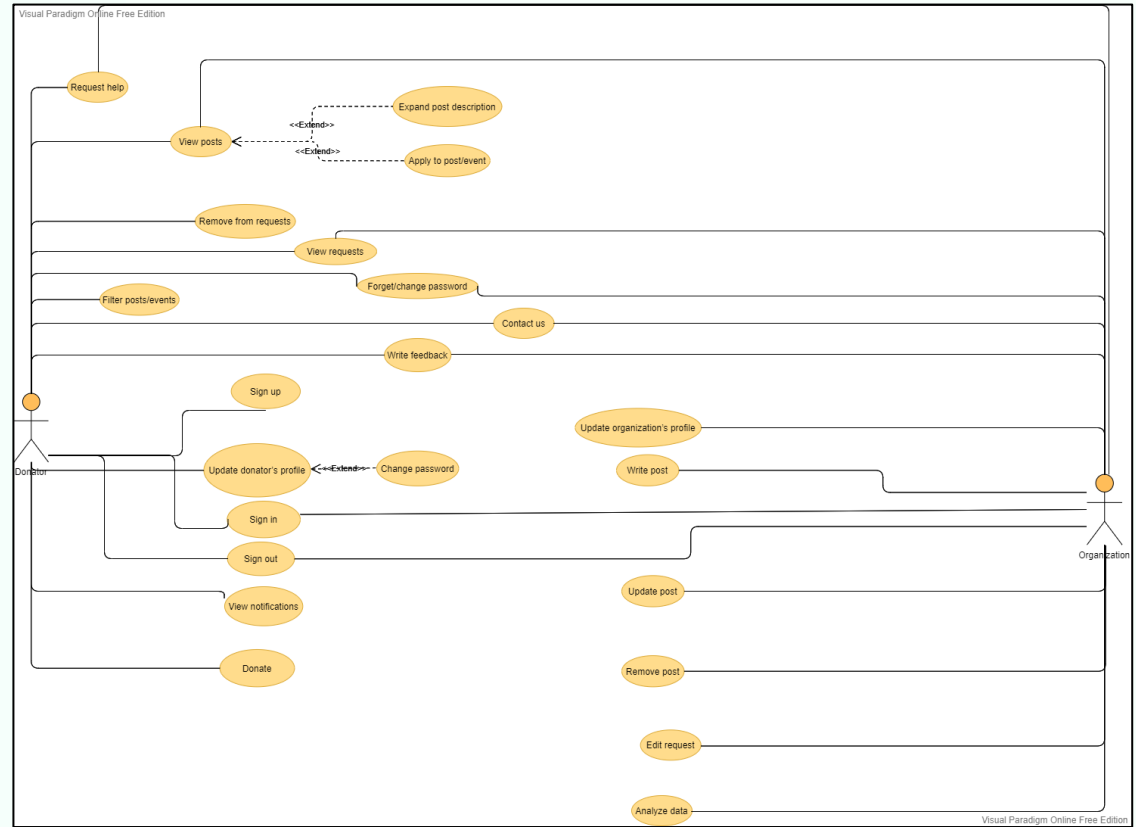 Visual Paradigm Online Free Edition
Request help
Expand post description
<<Extend>>
View posts
<<Extend>>
Apply to post/event
Remove from requests
View requests
Forget/change password
Filter posts/events
Contact us
Write feedback
Sign up
Update organization's profile
Donator
Update donator's profile
<<Extend>>
Change password
Write post
Sign in
Sign out
Organization
Update post
View notifications
Donate
Remove post
Edit request
Analyze data
Visual Paradigm Online Free Edition